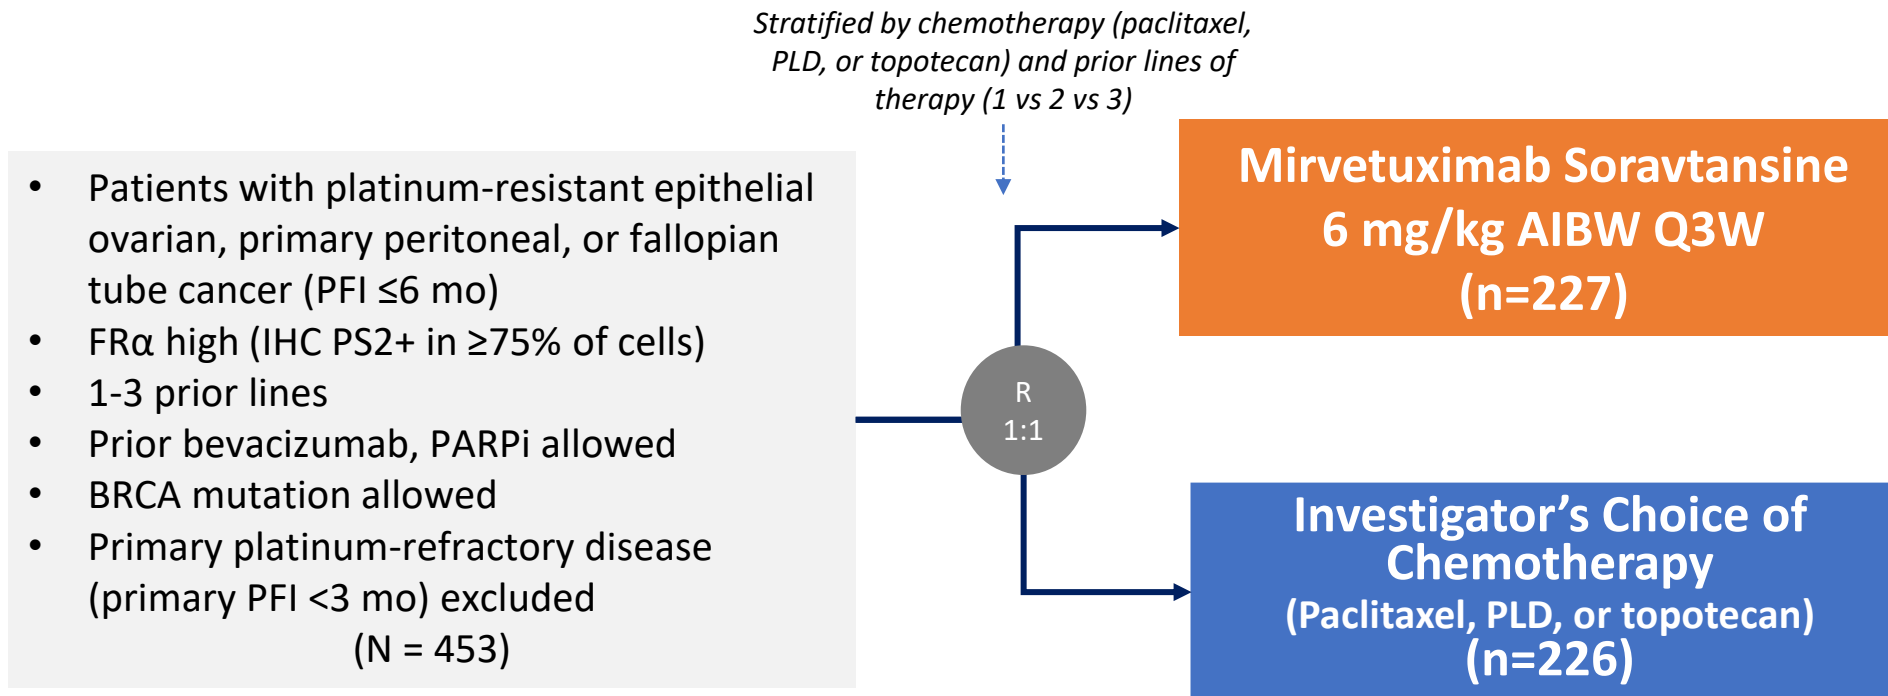 Stratified by chemotherapy (paclitaxel,
PLD, or topotecan) and prior lines of
therapy (1 vs 2 vs 3)
• Patients with platinum-resistant epithelial
ovarian, primary peritoneal, or fallopian
tube cancer (PFI ≤6 mo)
• FRα high (IHC PS2+ in ≥75% of cells)
• 1-3 prior lines
• Prior bevacizumab, PARPi allowed
• BRCA mutation allowed
• Primary platinum-refractory disease
(primary PFI <3 mo) excluded
(N = 453)
R
1:1
Mirvetuximab Soravtansine
6 mg/kg AIBW Q3W
(n=227)
Investigator’s Choice of
Chemotherapy
(Paclitaxel, PLD, or topotecan)
(n=226)